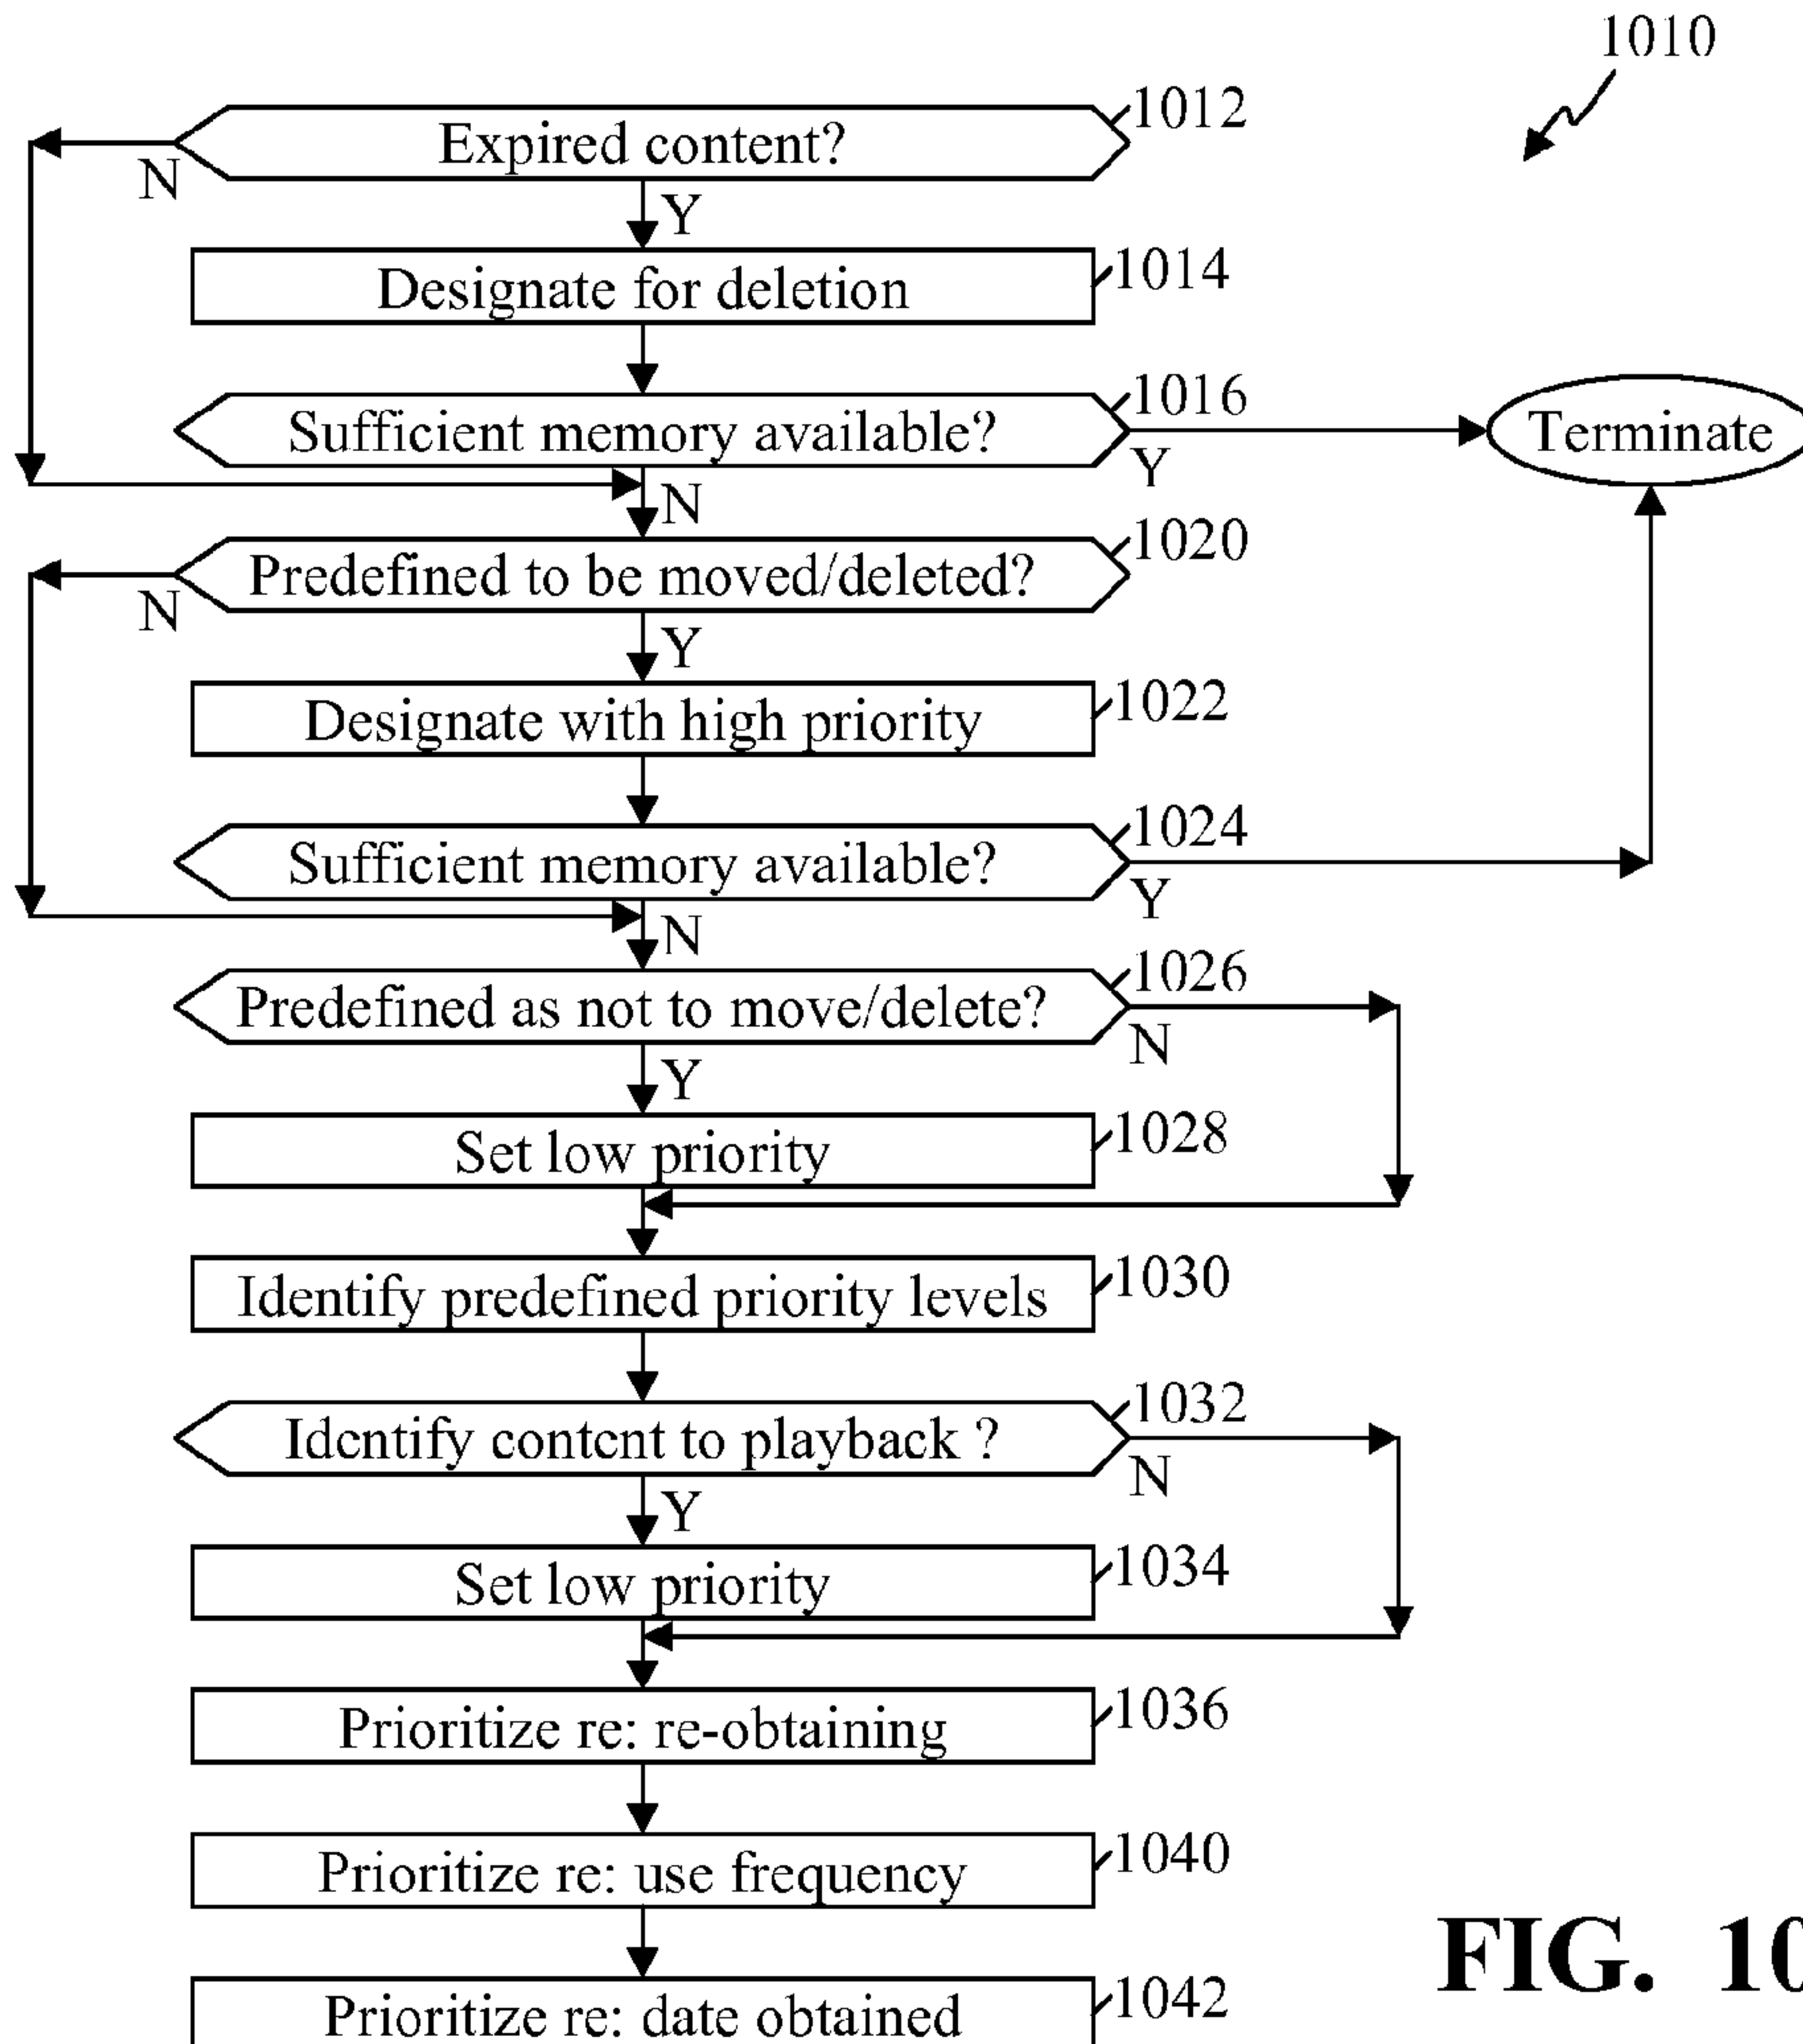 1010
Expired content?
1012
N
Y
Designate for deletion
1014
Sufficient memory available?
1016
Y
Terminate
N
Predefined to be moved/deleted?
1020
N
Y
Designate with high priority
1022
Sufficient memory available?
1024
Y
N
Predefined as not to move/delete?
1026
N
Y
Set low priority
1028
Identify predefined priority levels
1030
Identify content to playback ?
1032
N
Y
Set low priority
1034
Prioritize re: re-obtaining
1036
Prioritize re: use frequency
1040
Prioritize re: date obtained
1042
FIG. 10